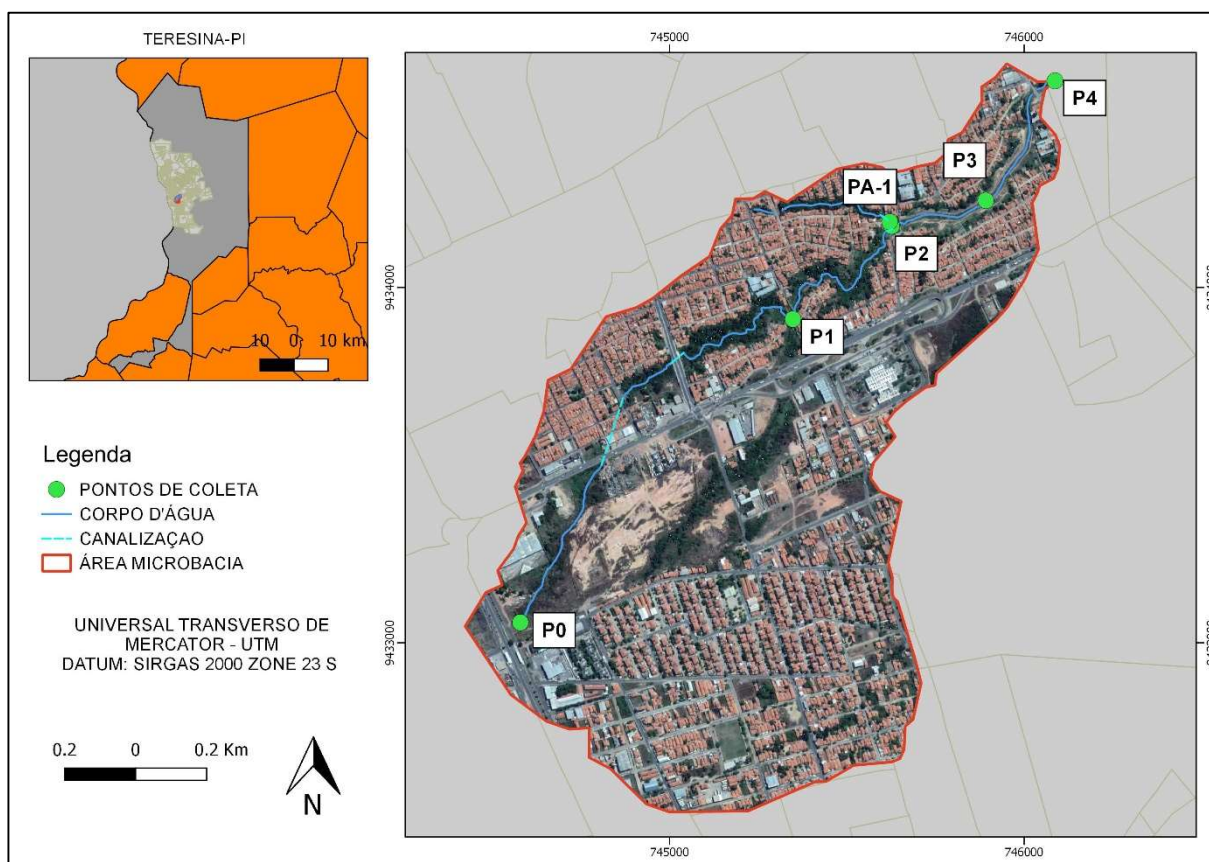 TERESINA-PI
10 0 10 km
Legenda
PONTOS DE COLETA
CORPO D'ÁGUA
CANALIZAÇAO
ÁREA MICROBACIA
UNIVERSAL TRANSVERSO DE
MERCATOR - UTM
DATUM: SIRGAS 2000 ZONE 23 S
0.2 0 0.2 Km
N
745000 746000
P4
P3
PA-1
P2
9434000 9434000
P1
P0
9433000 9433000
745000 746000